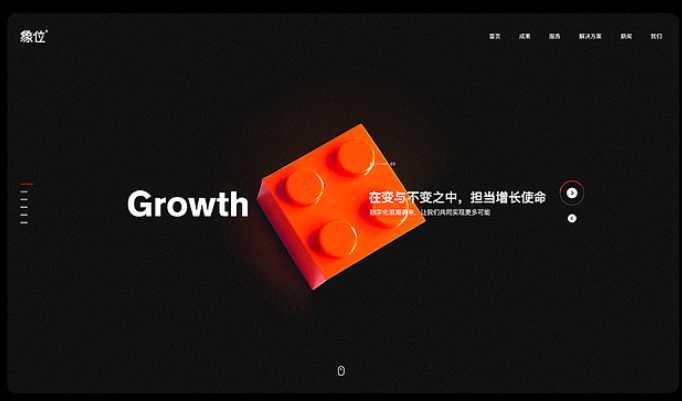 象位
首页 成果 服务 解决方案 新闻 我们
Growth
在变与不变之中，担当增长使命
数字化浪潮袭来，让我们共同实现更多可能